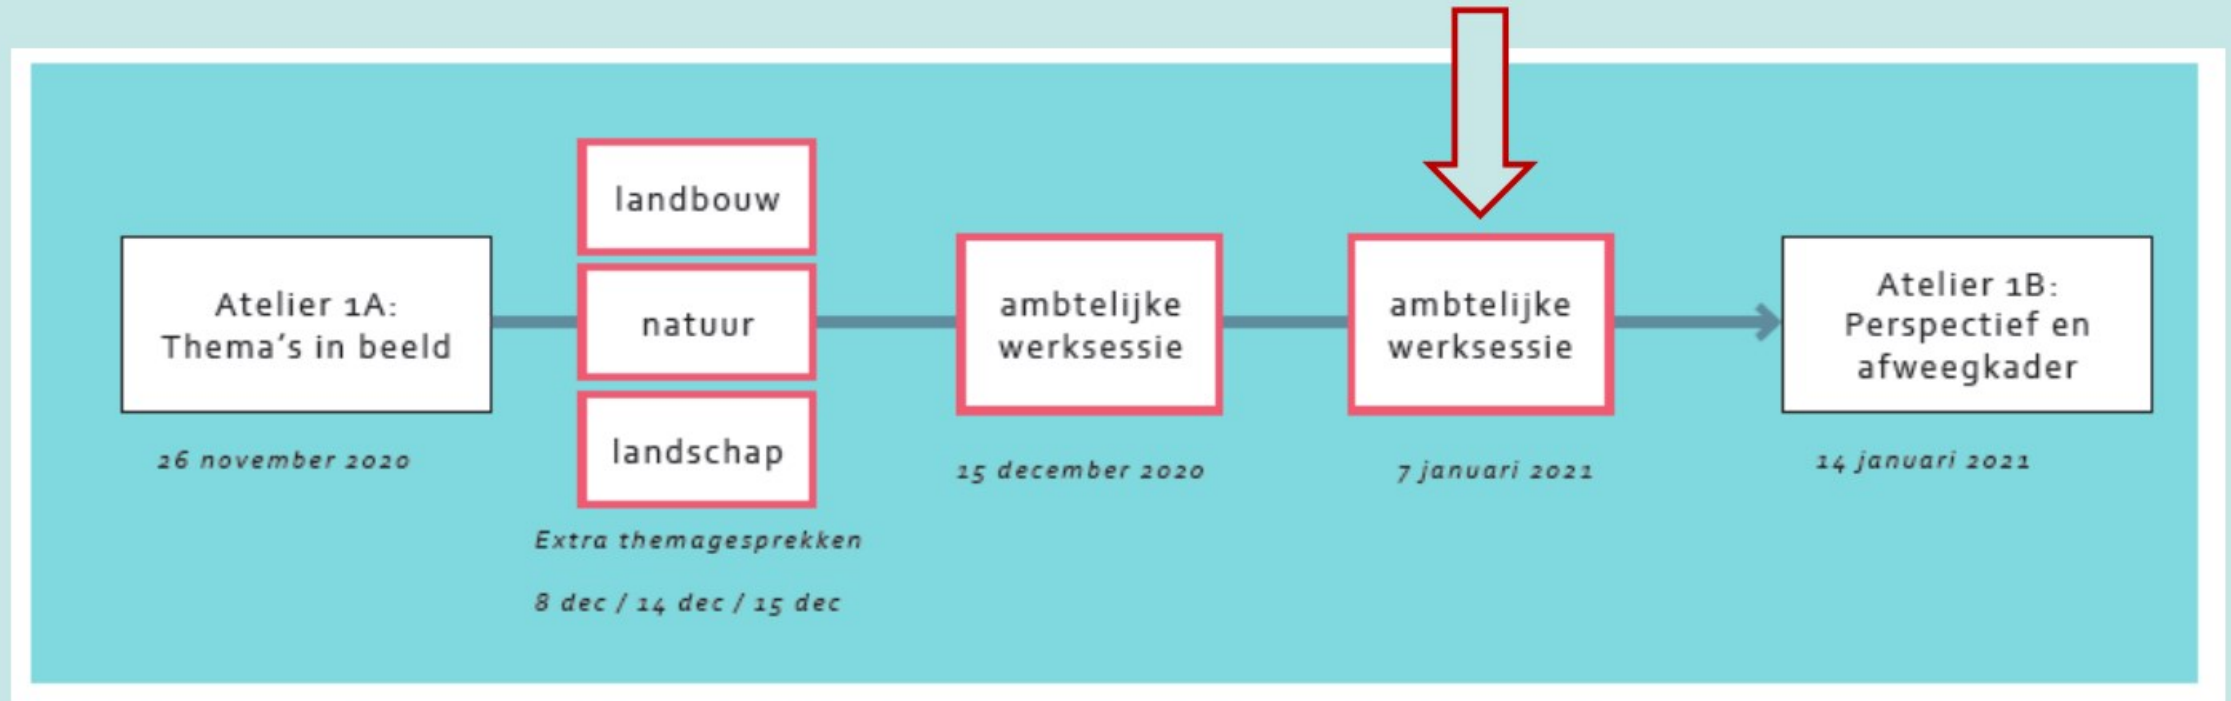 Atelier 1A:
Thema's in beeld
26 november 2020
landbouw
natuur
landschap
Extra themagesprekken
8 dec / 14 dec / 15 dec
ambtelijke
werksessie
15 december 2020
ambtelijke
werksessie
7 januari 2021
Atelier 1B:
Perspectief en
afweegkader
14 januari 2021